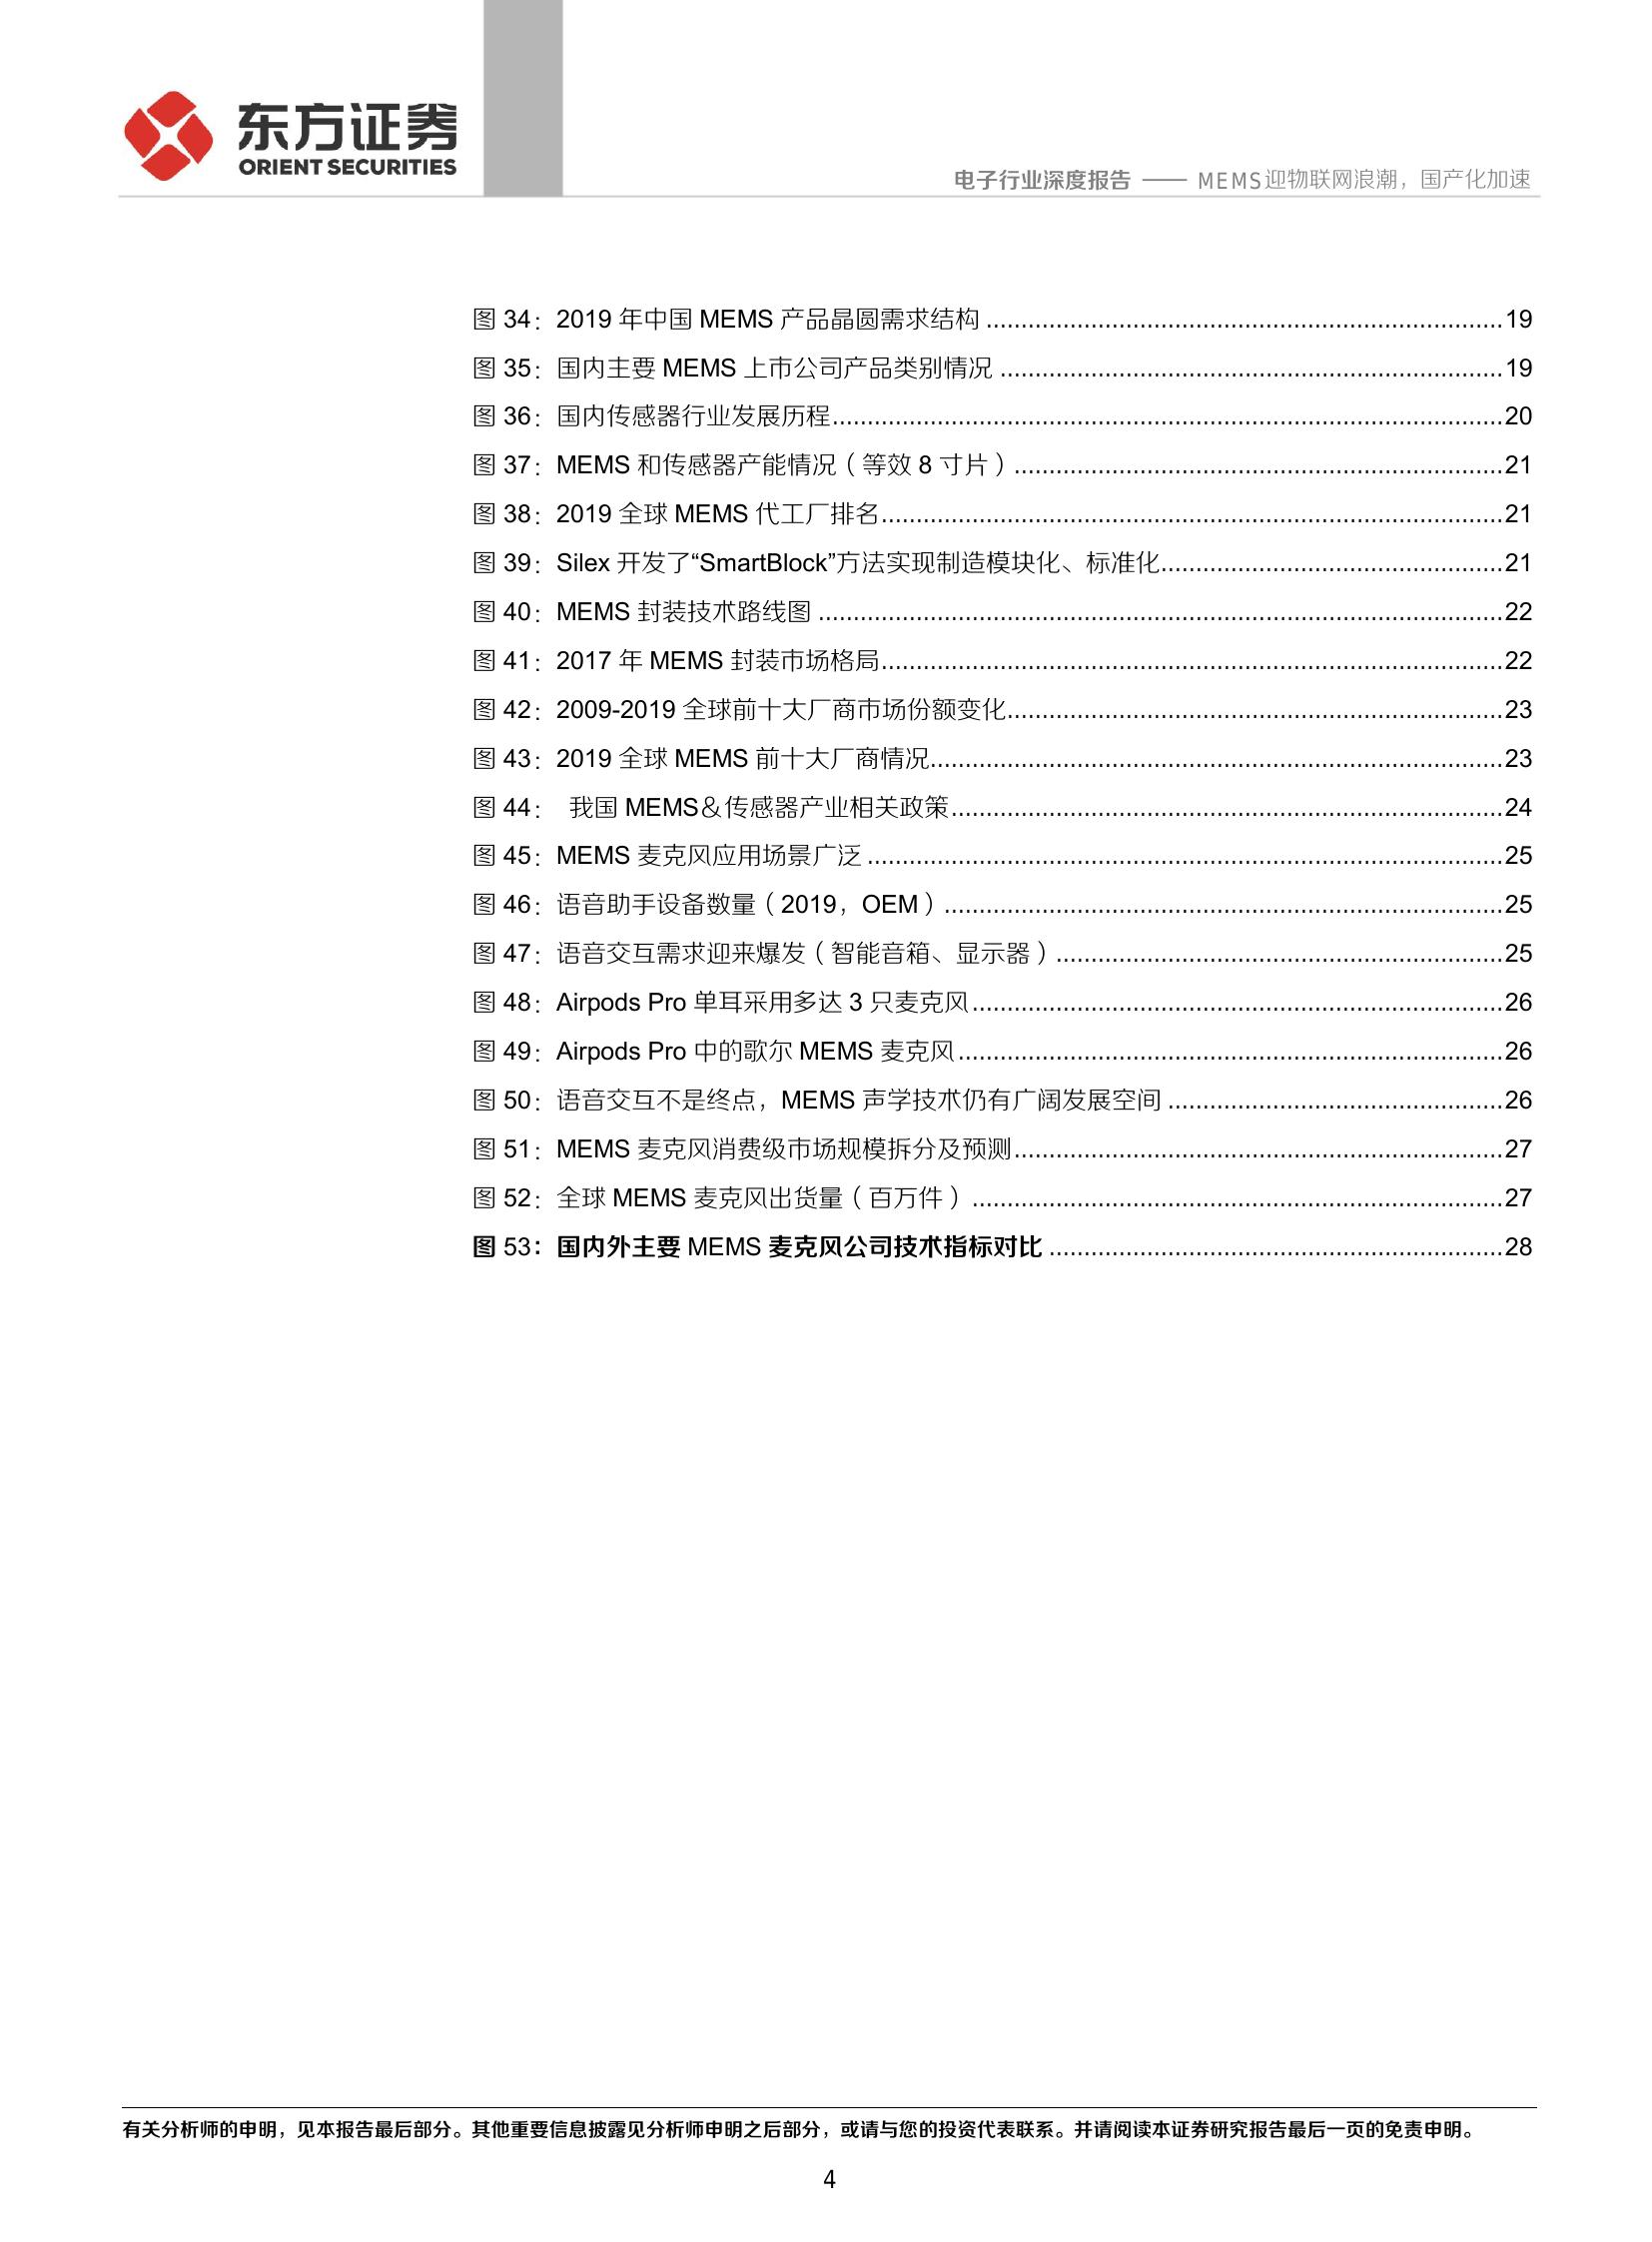 东方证券
ORIENT SECURITIES
电子行业深度报告 —— MEMS迎物联网浪潮，国产化加速
图 34：2019 年中国 MEMS 产品晶圆需求结构 ..........................................................................19
图 35：国内主要 MEMS 上市公司产品类别情况 ........................................................................19
图 36：国内传感器行业发展历程................................................................................................20
图 37：MEMS 和传感器产能情况（等效 8 寸片）......................................................................21
图 38：2019 全球 MEMS 代工厂排名.........................................................................................21
图 39：Silex 开发了“SmartBlock”方法实现制造模块化、标准化.................................................21
图 40：MEMS 封装技术路线图 ..................................................................................................22
图 41：2017 年 MEMS 封装市场格局.........................................................................................22
图 42：2009-2019 全球前十大厂商市场份额变化.......................................................................23
图 43：2019 全球 MEMS 前十大厂商情况..................................................................................23
图 44： 我国 MEMS＆传感器产业相关政策...............................................................................24
图 45：MEMS 麦克风应用场景广泛 ...........................................................................................25
图 46：语音助手设备数量（2019，OEM）................................................................................25
图 47：语音交互需求迎来爆发（智能音箱、显示器）................................................................25
图 48：Airpods Pro 单耳采用多达 3 只麦克风............................................................................26
图 49：Airpods Pro 中的歌尔 MEMS 麦克风..............................................................................26
图 50：语音交互不是终点，MEMS 声学技术仍有广阔发展空间 ................................................26
图 51：MEMS 麦克风消费级市场规模拆分及预测......................................................................27
图 52：全球 MEMS 麦克风出货量（百万件）............................................................................27
图 53：国内外主要 MEMS 麦克风公司技术指标对比 .................................................................28
有关分析师的申明，见本报告最后部分。其他重要信息披露见分析师申明之后部分，或请与您的投资代表联系。并请阅读本证券研究报告最后一页的免责申明。
4